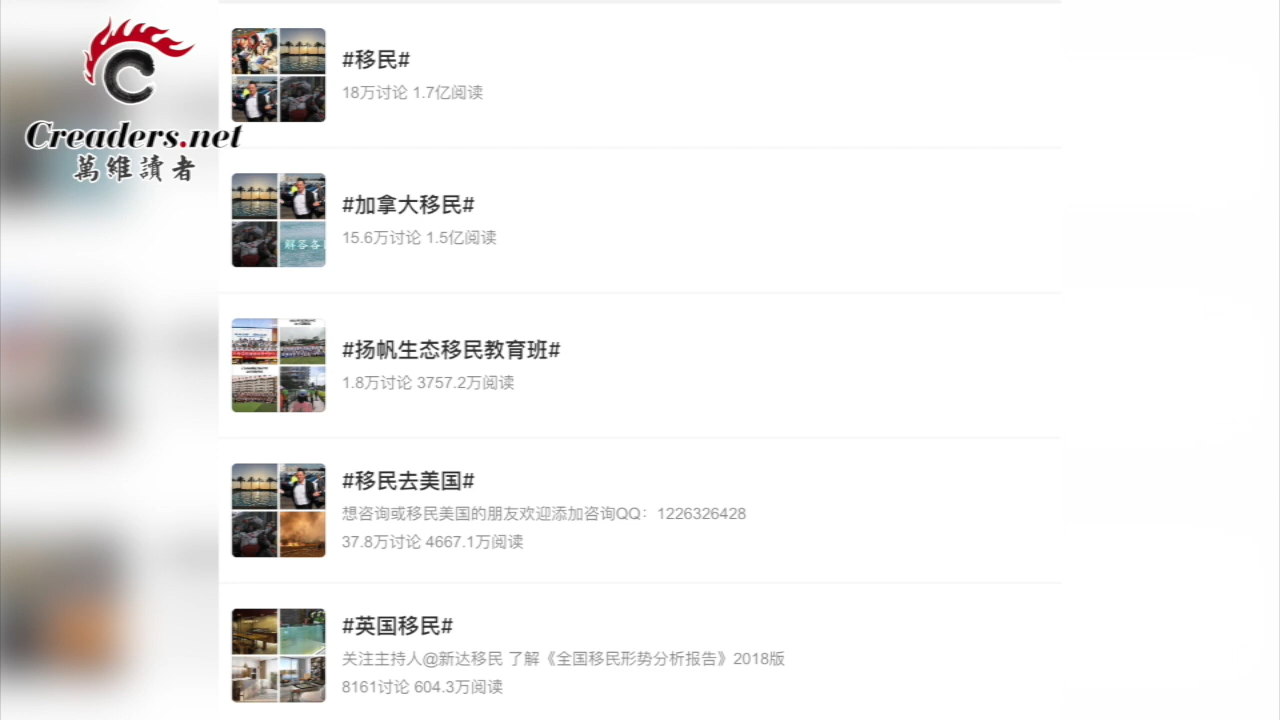 Creaders.net
萬維讀者
#移民#
18万讨论 1.7亿阅读
#加拿大移民#
15.6万讨论 1.5亿阅读
解答各
#扬帆生态移民教育班#
1.8万讨论 3757.2万阅读
#移民去美国#
想咨询或移民美国的朋友欢迎添加咨询QQ：1226326428
37.8万讨论 4667.1万阅读
#英国移民#
关注主持人@新达移民 了解《全国移民形势分析报告》2018版
8161讨论 604.3万阅读